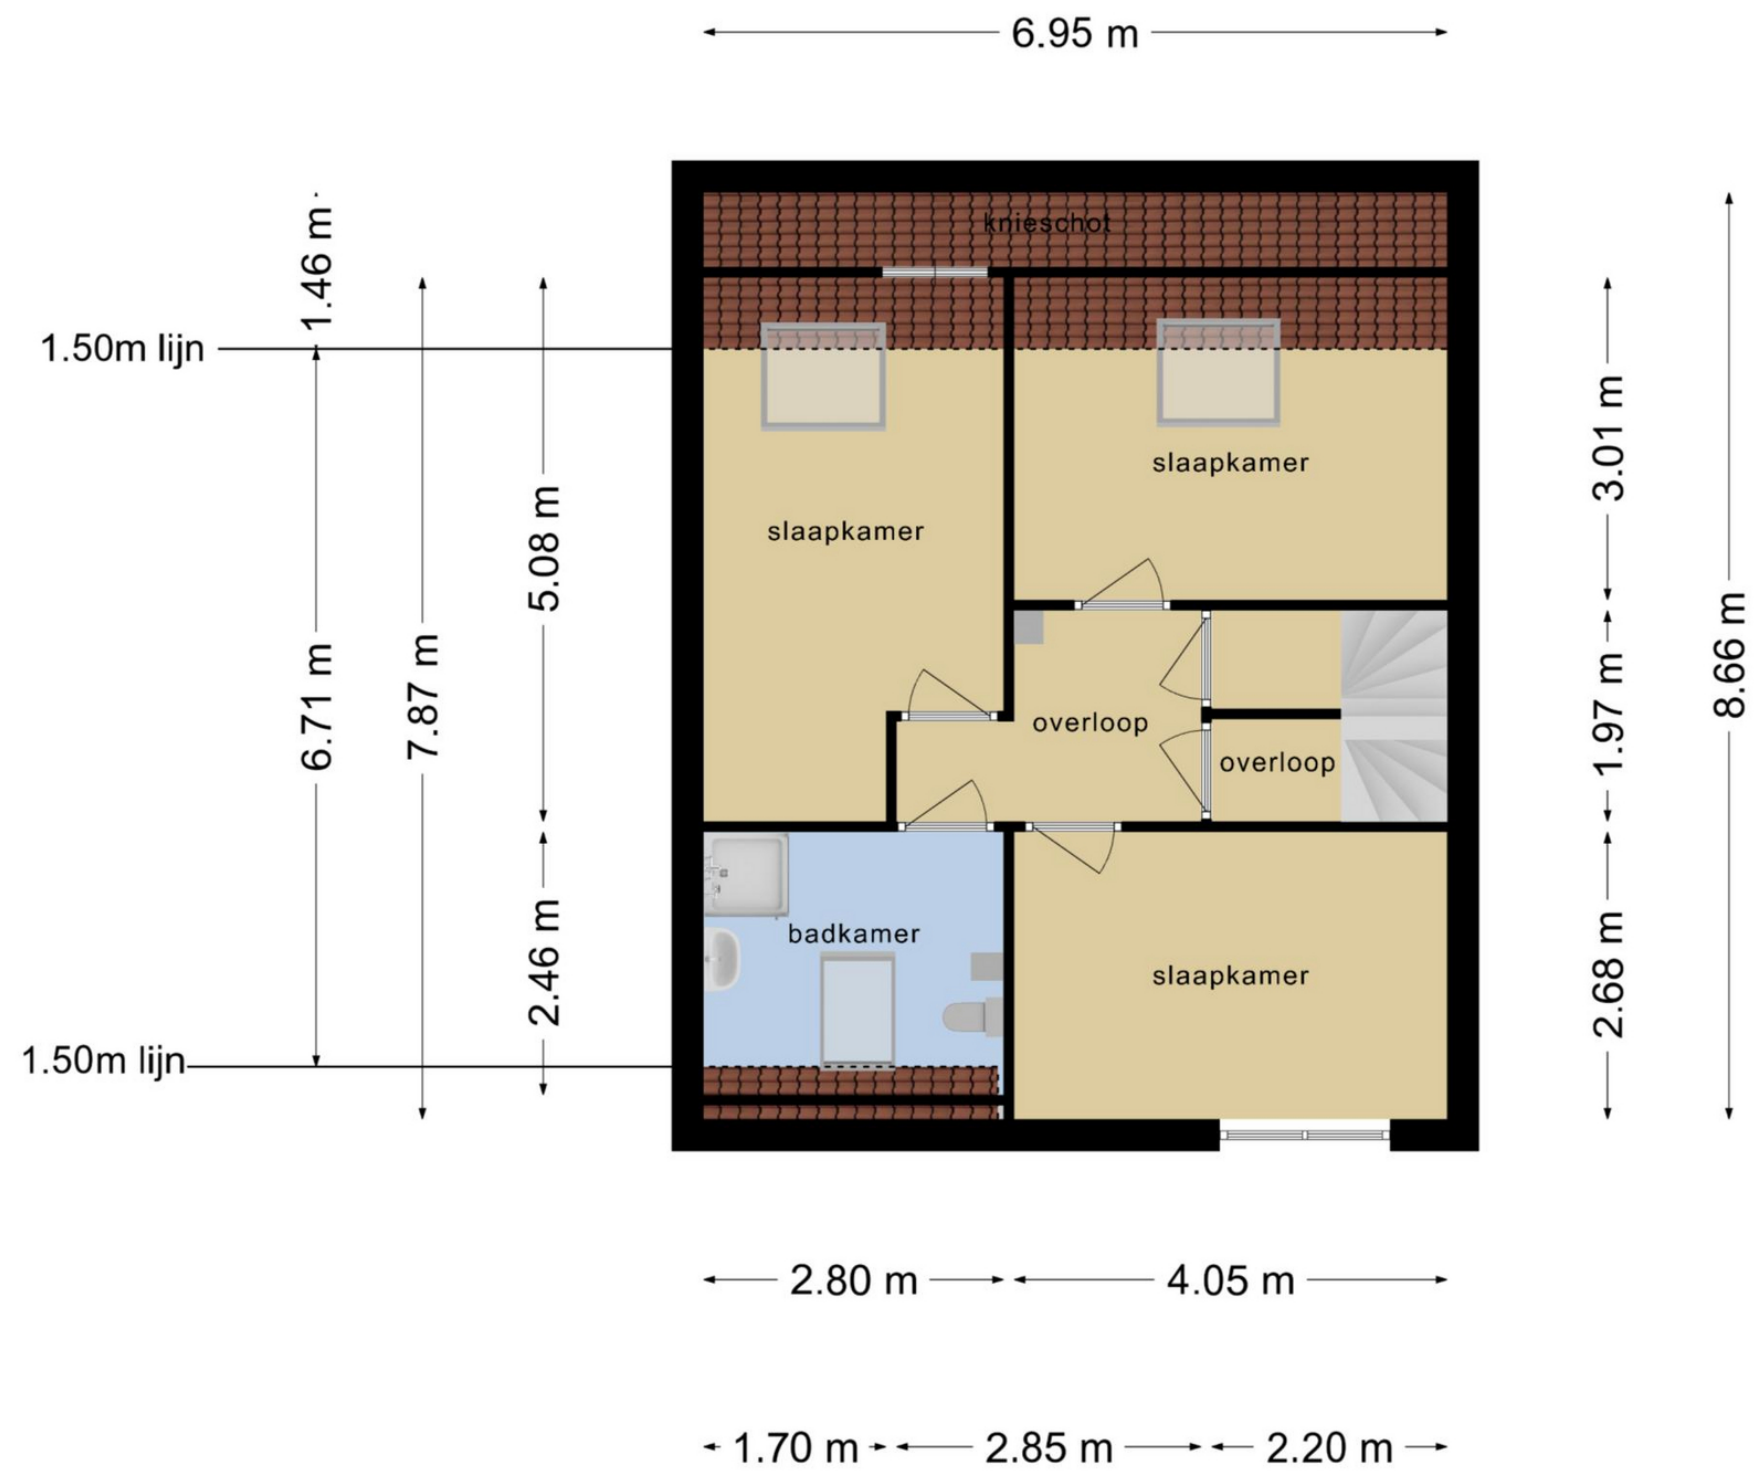 6.95 m
knieschot
1.46 m
1.50m lijn
3.01 m
slaapkamer
5.08 m
slaapkamer
8.66 m
6.71 m
7.87 m
1.97 m
overloop
overloop
badkamer
2.46 m
slaapkamer
2.68 m
1.50m lijn
2.80 m
4.05 m
1.70 m
2.85 m
2.20 m